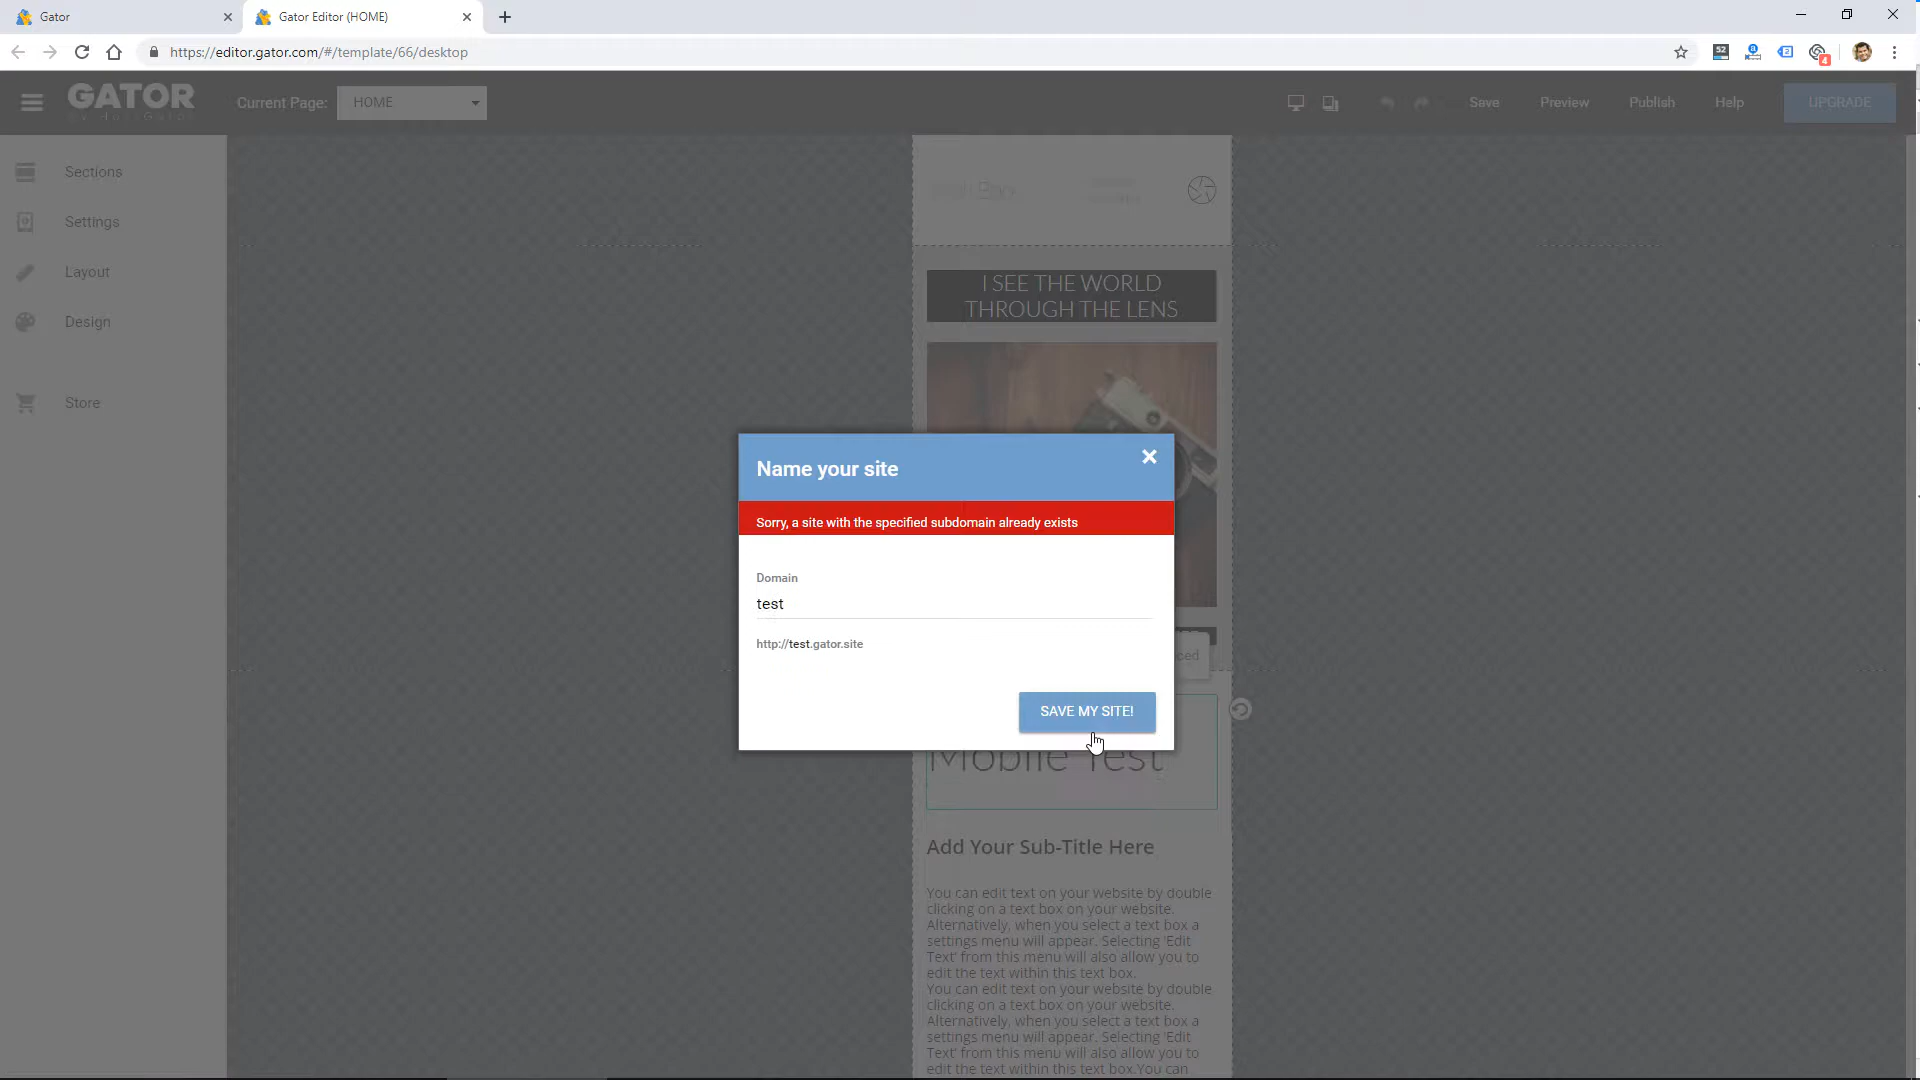 Gator
Gator Editor (HOME)
https://editor.gator.com/#/template/66/desktop
52
2
4
GATOR
Current Page:
HOME
Save
Preview
Publish
Help
UPGRADE
Sections
Settings
Layout
Design
Store
I SEE THE WORLD
THROUGH THE LENS
Name your site
Sorry, a site with the specified subdomain already exists
Domain
test
http://test.gator.site
SAVE MY SITE!
Mobile Test
Add Your Sub-Title Here
You can edit text on your website by double
clicking on a text box on your website.
Alternatively, when you select a text box a
settings menu will appear. Selecting 'Edit
Text' from this menu will also allow you to
edit the text within this text box.
You can edit text on your website by double
clicking on a text box on your website.
Alternatively, when you select a text box a
settings menu will appear. Selecting 'Edit
Text' from this menu will also allow you to
edit the text within this text box.You can